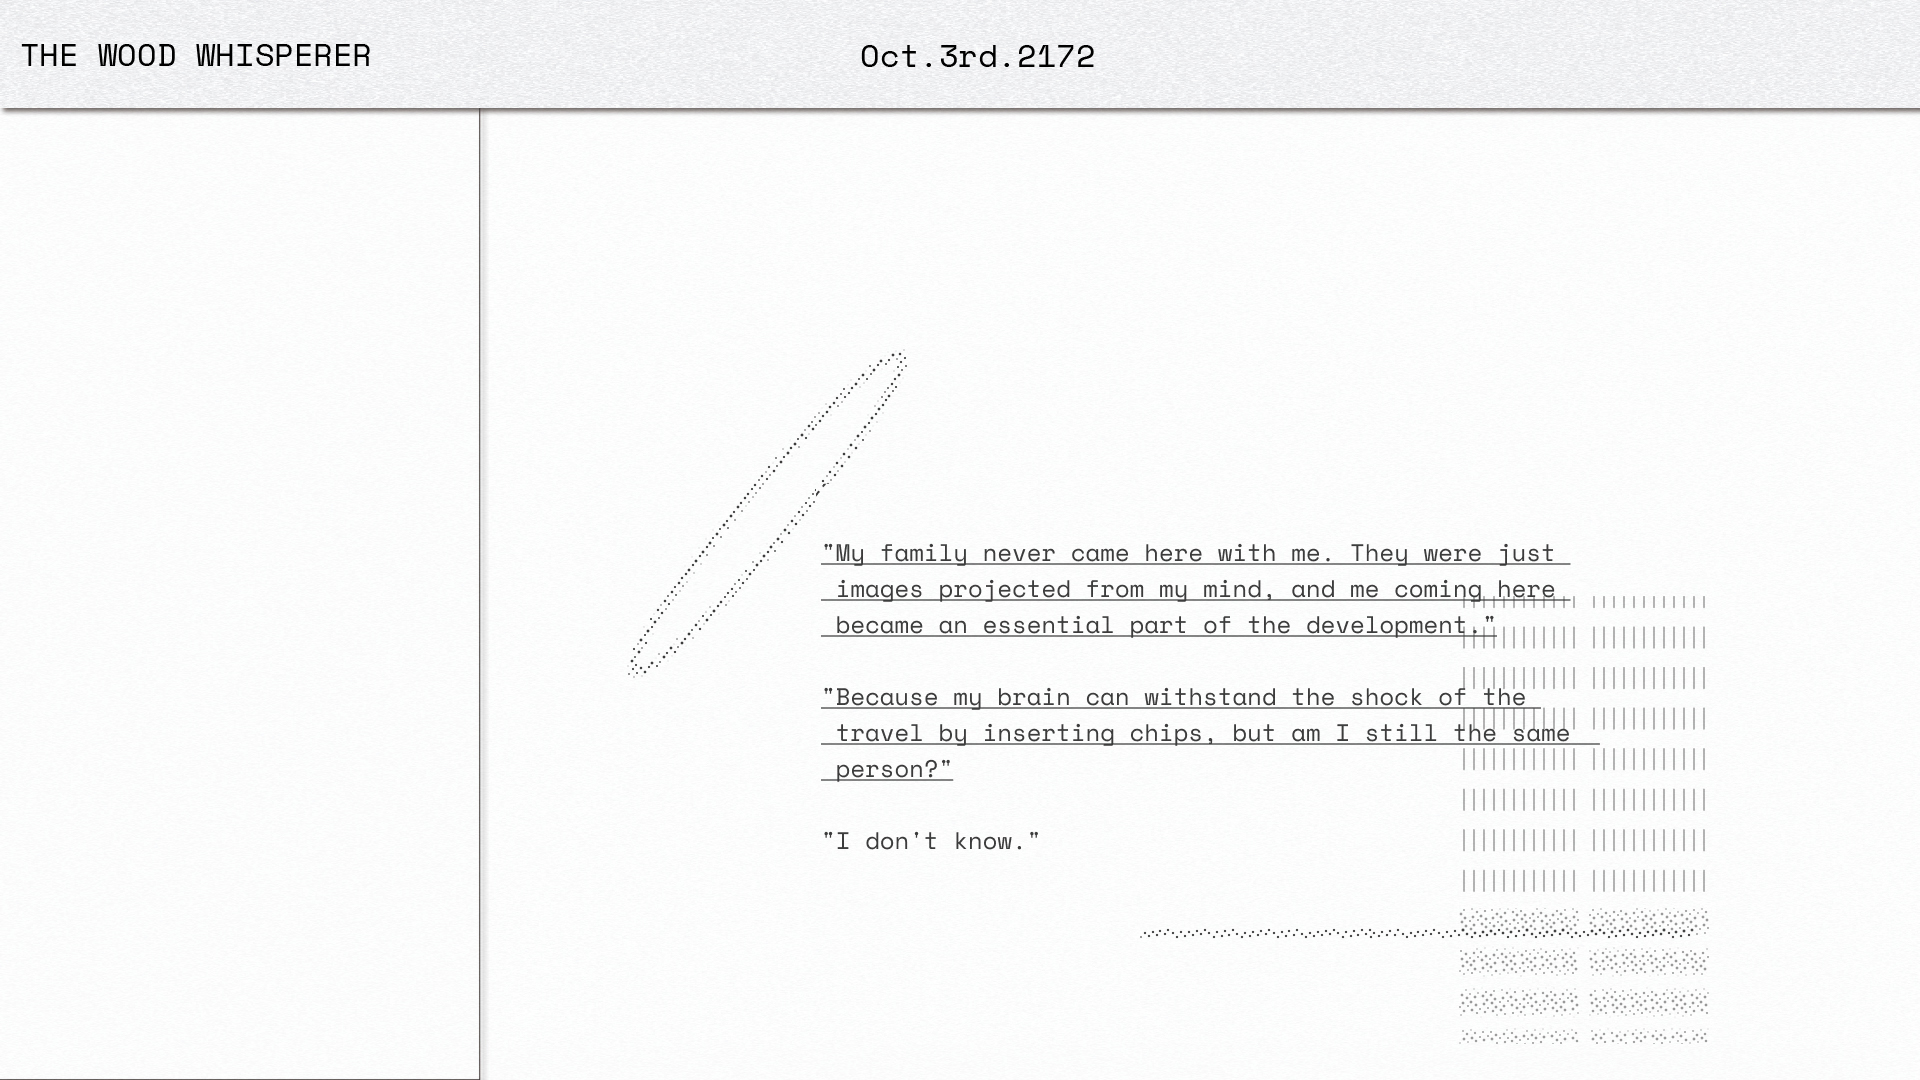 THE WOOD WHISPERER
Oct.3rd.2172
"My family never came here with me. They were just
images projected from my mind, and me coming here
became an essential part of the development."
"Because my brain can withstand the shock of the
travel by inserting chips, but am I still the same
person?"
"I don't know."